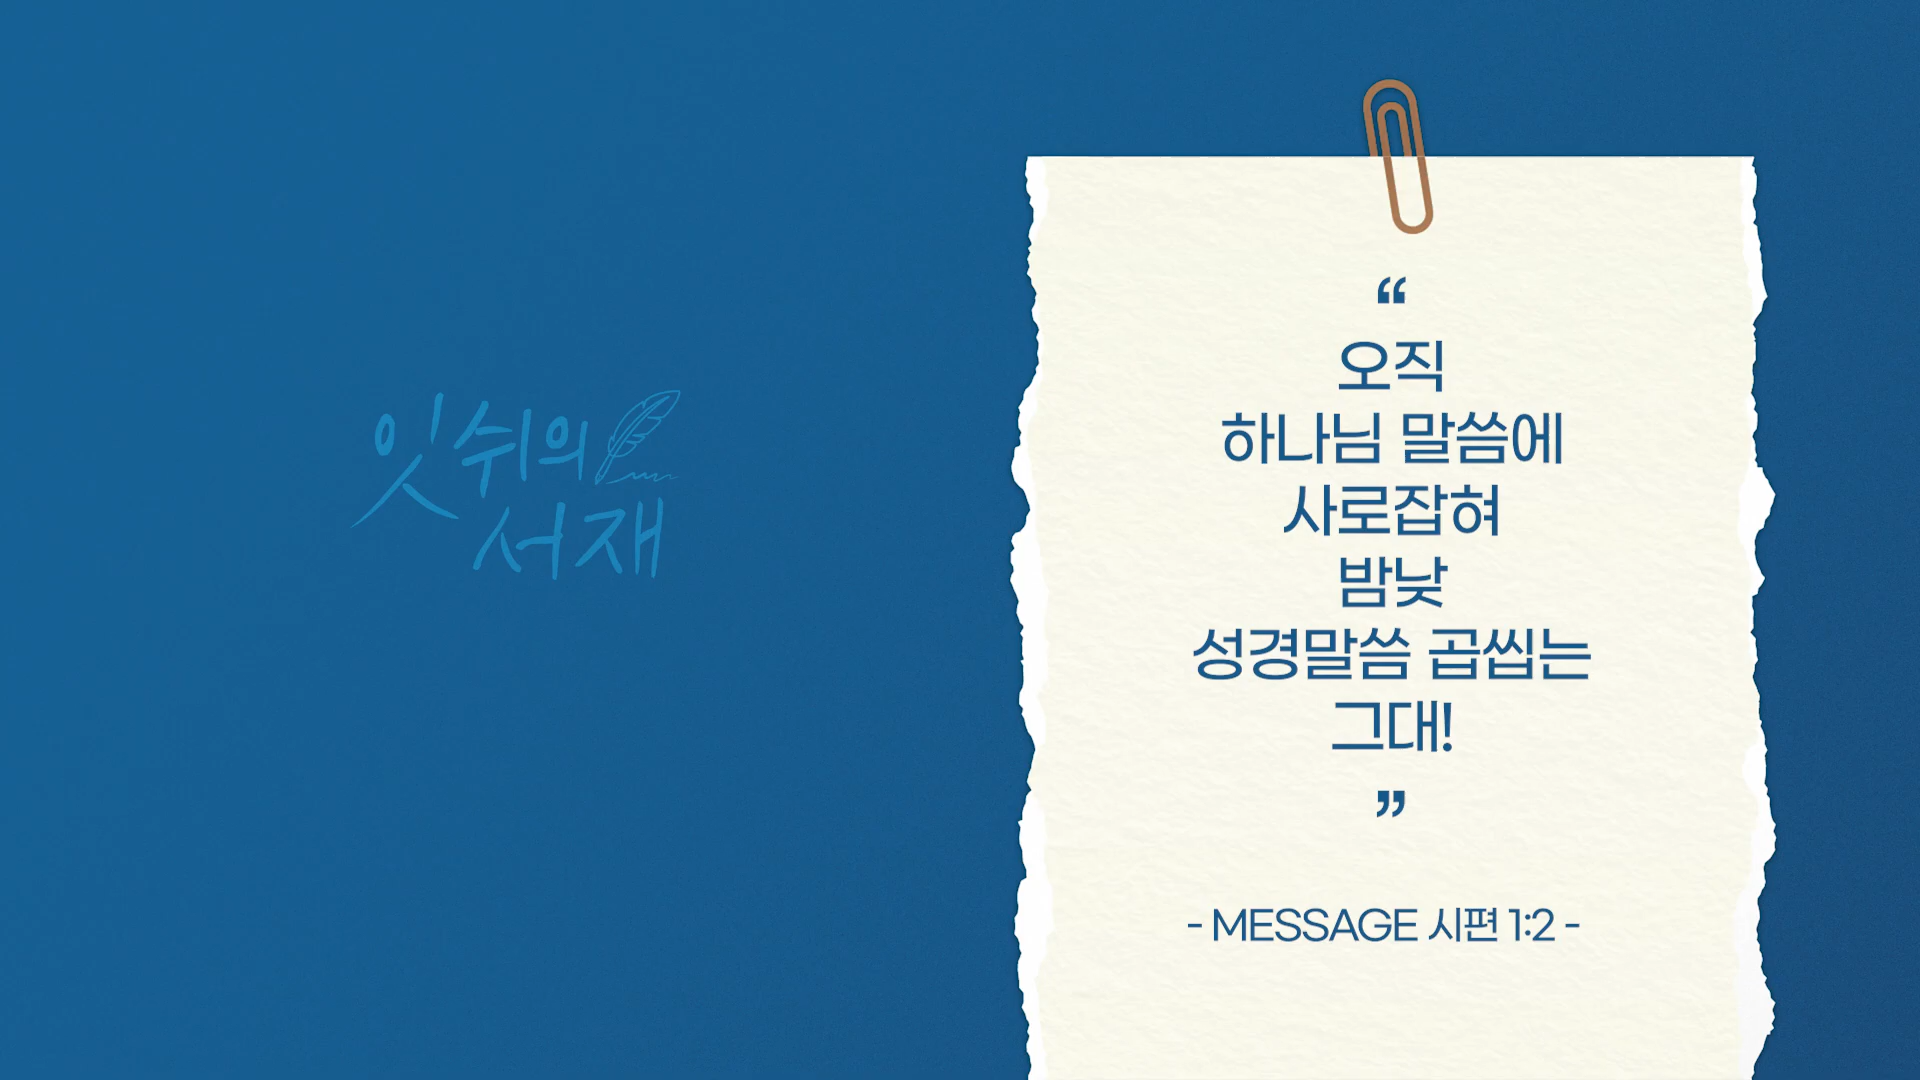 잇쉬의
서재
“
오직
하나님 말씀에
사로잡혀
밤낮
성경말씀 곱씹는
그대!
”
- MESSAGE 시편 1:2 -